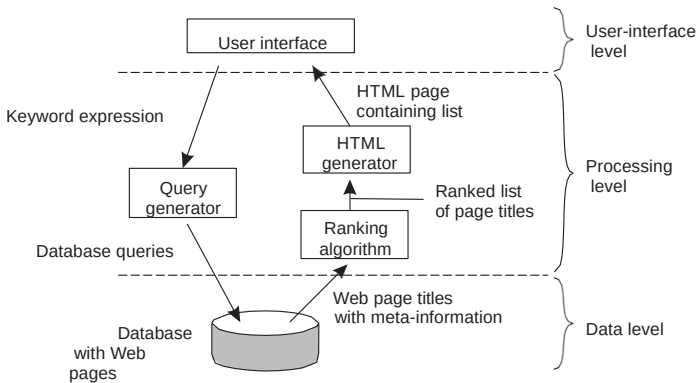 User interface
User-interface
level
HTML page
containing list
Keyword expression
HTML
generator
Processing
level
Query
generator
Ranked list
of page titles
Ranking
algorithm
Database queries
Web page titles
with meta-information
Database
with Web
pages
Data level